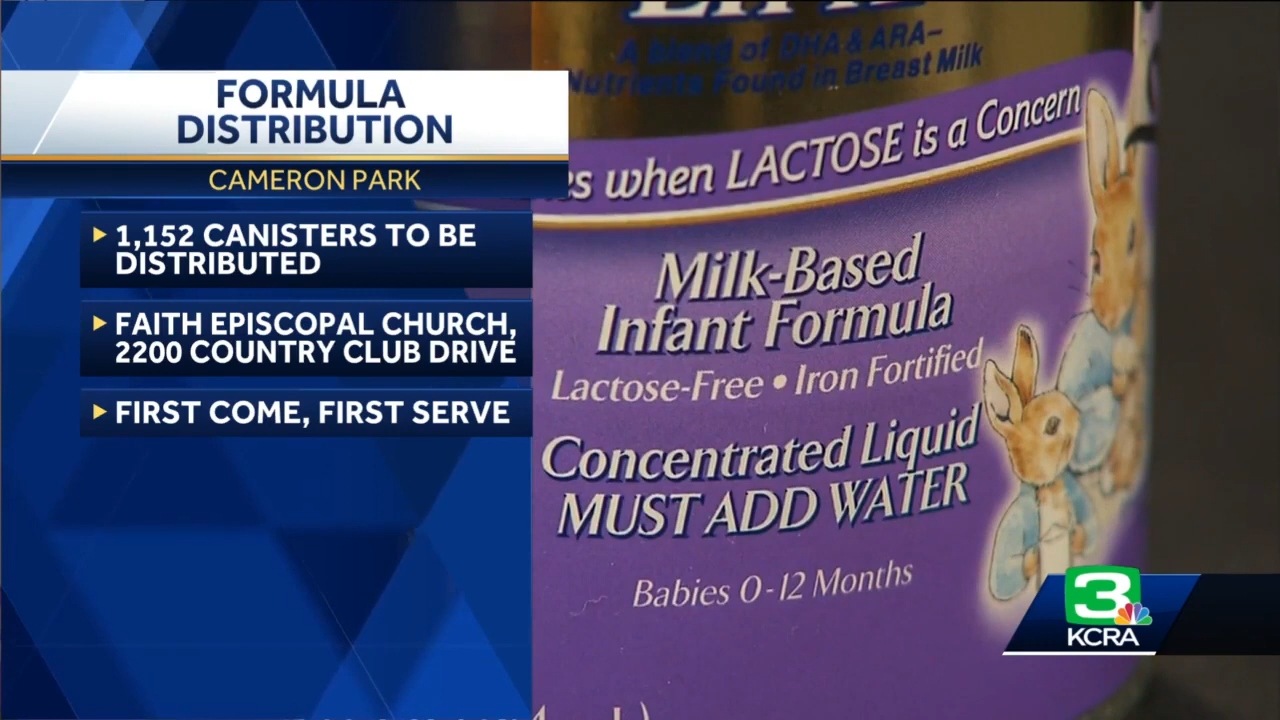 FORMULA
DISTRIBUTION
CAMERON PARK
1,152 CANISTERS TO BE
DISTRIBUTED
FAITH EPISCOPAL CHURCH,
2200 COUNTRY CLUB DRIVE
FIRST COME, FIRST SERVE
A blend of DHA & ARA–
Nutrients Found in Breast Milk
when LACTOSE is a Concern
Milk-Based
Infant Formula
Lactose-Free • Iron Fortified
Concentrated Liquid
MUST ADD WATER
Babies 0-12 Months
3
KCRA